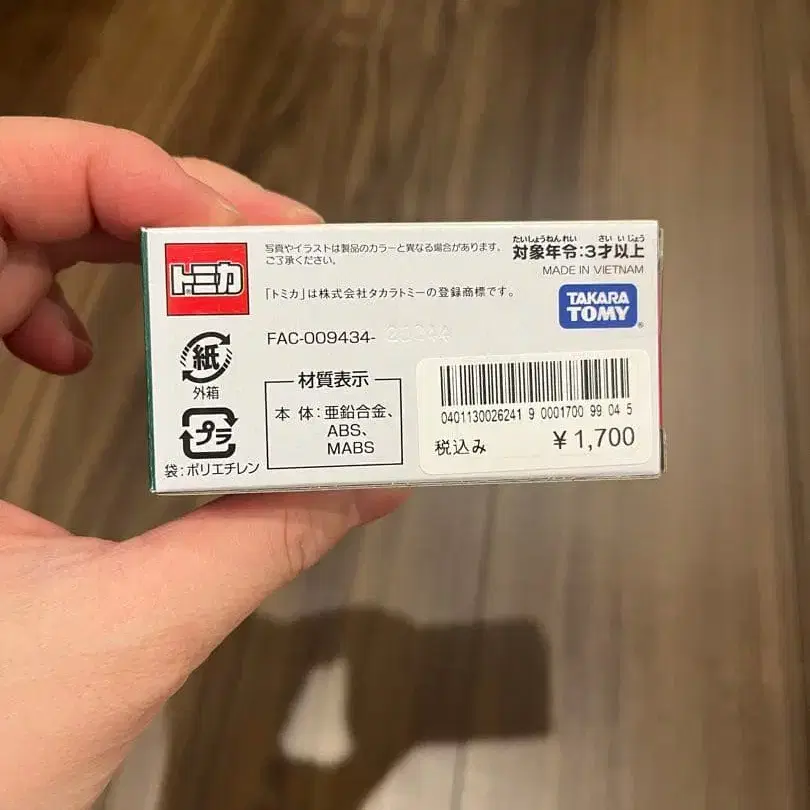 トミカ
写真やイラストは製品のカラーと異なる場合があります。
ご了承ください。
たいしょうねんれい さい いじょう
対象年令:3才以上
MADE IN VIETNAM
「トミカ」は株式会社タカラトミーの登録商標です。
TAKARA
TOMY
®
FAC-009434-
紙
外箱
プラ
袋:ポリエチレン
材質表示
本 体:亜鉛合金、
ABS、
MABS
0401130026241 9 0001700 99 04 5
税込み
¥1,700